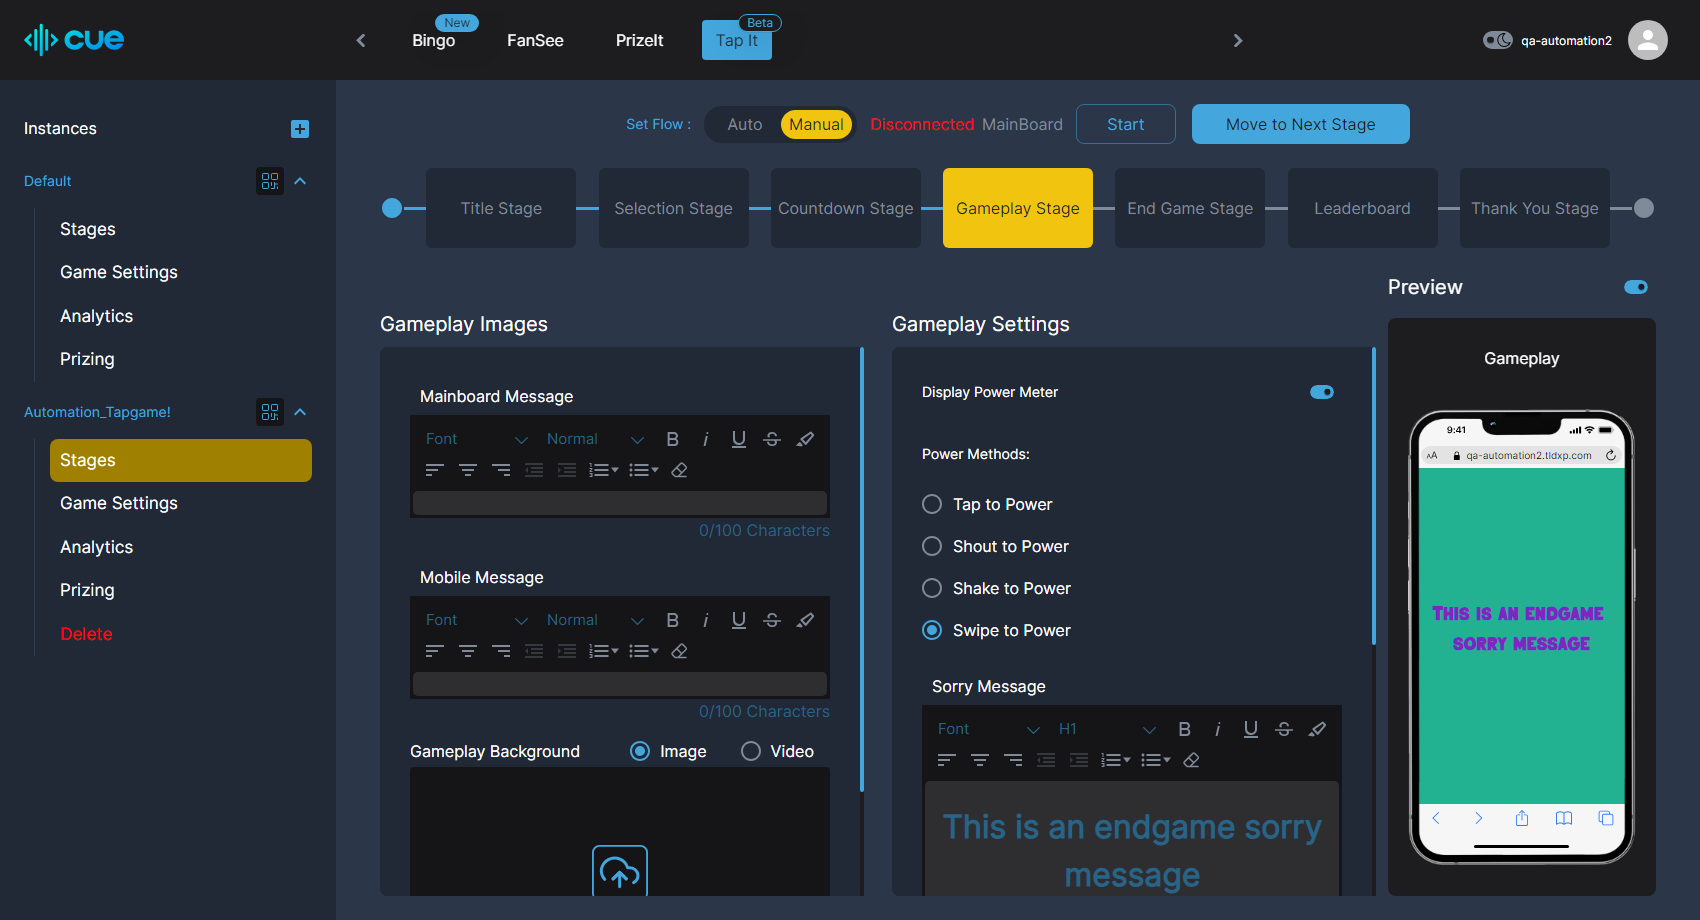 cue
Bingo
New
FanSee
PrizeIt
Tap It
Beta
qa-automation2
Instances
Default
Stages
Game Settings
Analytics
Prizing
Automation_Tapgame!
Stages
Game Settings
Analytics
Prizing
Delete
Set Flow :
Auto
Manual
Disconnected MainBoard
Start
Move to Next Stage
Title Stage
Selection Stage
Countdown Stage
Gameplay Stage
End Game Stage
Leaderboard
Thank You Stage
Gameplay Images
Mainboard Message
Font Normal B i U S
0/100 Characters
Mobile Message
Font Normal B i U S
0/100 Characters
Gameplay Background Image Video
Gameplay Settings
Display Power Meter
Power Methods:
Tap to Power
Shout to Power
Shake to Power
Swipe to Power
Sorry Message
Font H1 B i U S
This is an endgame sorry
message
Preview
Gameplay
9:41
AA qa-automation2.tldxp.com
This is an endgame
sorry message